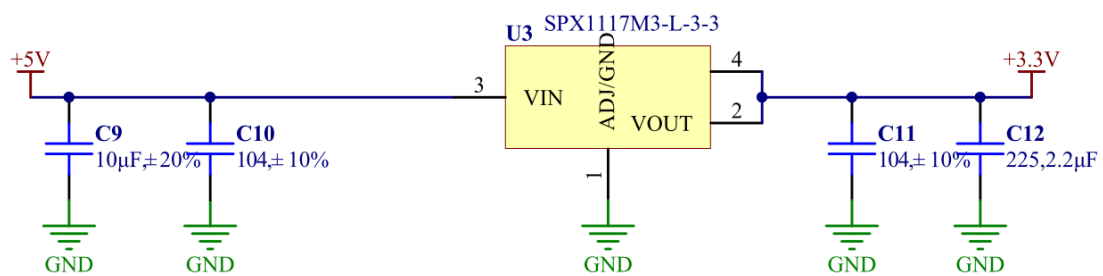 SPX1117M3-L-3-3
U3
+5V
+3.3V
4
3
VIN
ADJ/GND
VOUT
2
C9
10µF,±20%
C10
104,±10%
C11
104,±10%
C12
225,2.2µF
1
GND
GND
GND
GND
GND